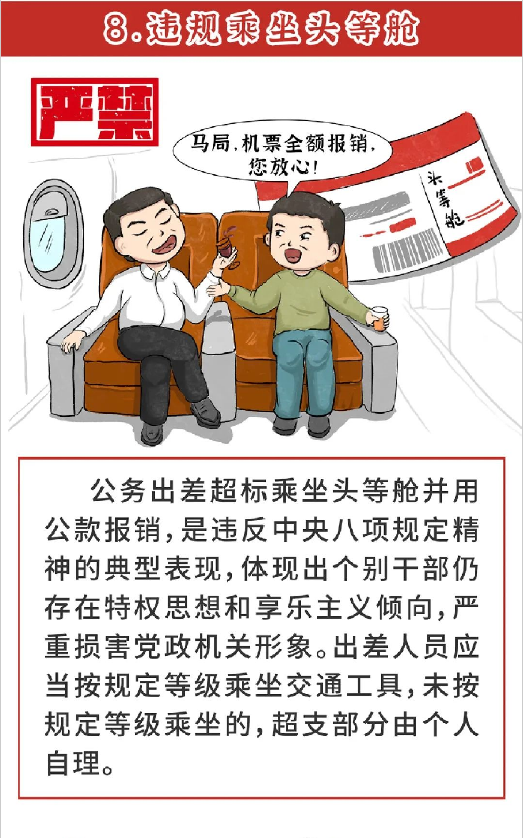 8.违规乘坐头等舱
严禁
马局,机票全额报销,
您放心!
头等舱
公务出差超标乘坐头等舱并用
公款报销,是违反中央八项规定精
神的典型表现,体现出个别干部仍
存在特权思想和享乐主义倾向,严
重损害党政机关形象。出差人员应
当按规定等级乘坐交通工具,未按
规定等级乘坐的,超支部分由个人
自理。